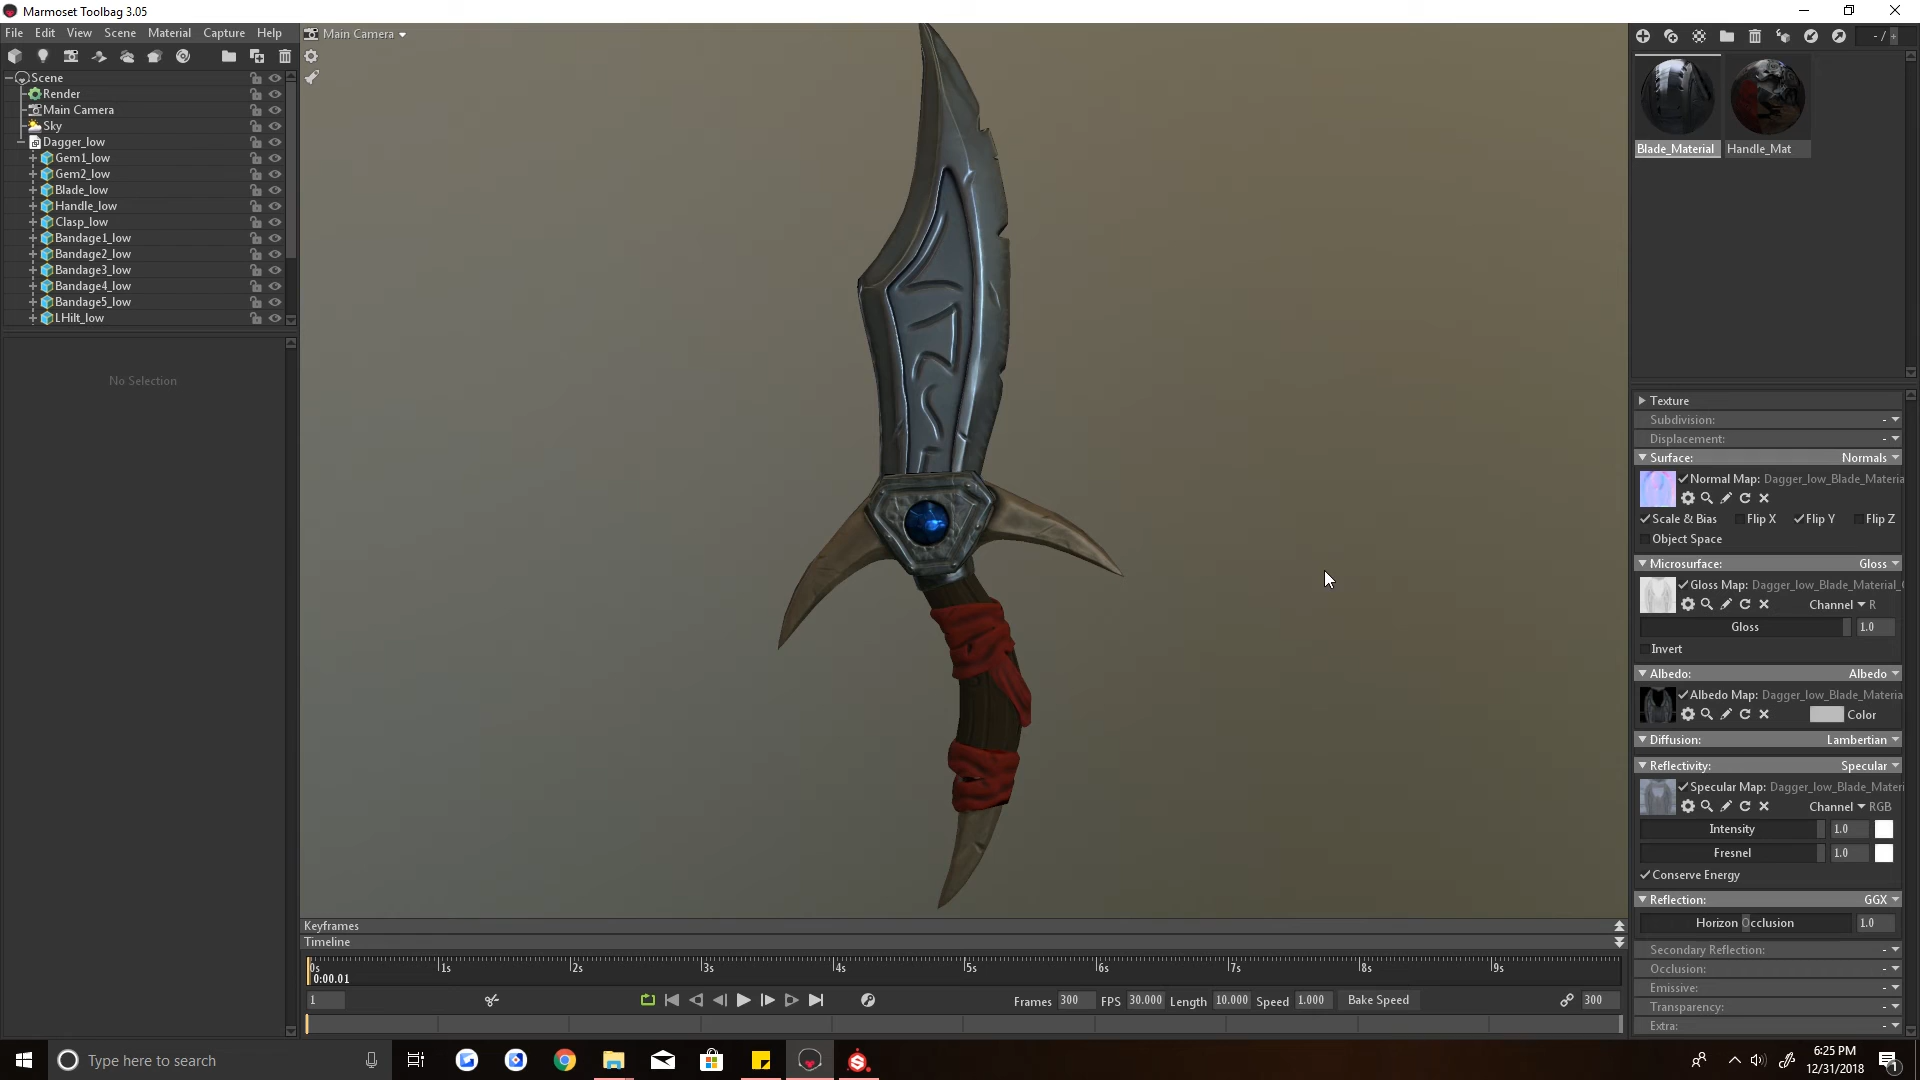 Marmoset Toolbag 3.05
File Edit View Scene Material Capture Help
Main Camera
- / +
Scene
Render
Main Camera
Sky
Dagger_low
Gem1_low
Gem2_low
Blade_low
Handle_low
Clasp_low
Bandage1_low
Bandage2_low
Bandage3_low
Bandage4_low
Bandage5_low
LHilt_low
No Selection
Blade_Material Handle_Mat
Texture
Subdivision: -
Displacement: -
Surface: Normals
Normal Map: Dagger_low_Blade_Materia
Scale & Bias Flip X Flip Y Flip Z
Object Space
Microsurface: Gloss
Gloss Map: Dagger_low_Blade_Material_
Channel R
Gloss 1.0
Invert
Albedo: Albedo
Albedo Map: Dagger_low_Blade_Materia
Color
Diffusion: Lambertian
Reflectivity: Specular
Specular Map: Dagger_low_Blade_Materi
Channel RGB
Intensity 1.0
Fresnel 1.0
Conserve Energy
Reflection: GGX
Horizon Occlusion 1.0
Secondary Reflection: -
Occlusion: -
Emissive: -
Transparency: -
Extra: -
Keyframes
Timeline
0s 1s 2s 3s 4s 5s 6s 7s 8s 9s
0:00.01
1 Frames 300 FPS 30.000 Length 10.000 Speed 1.000 Bake Speed 300
Type here to search
6:25 PM
12/31/2018
1